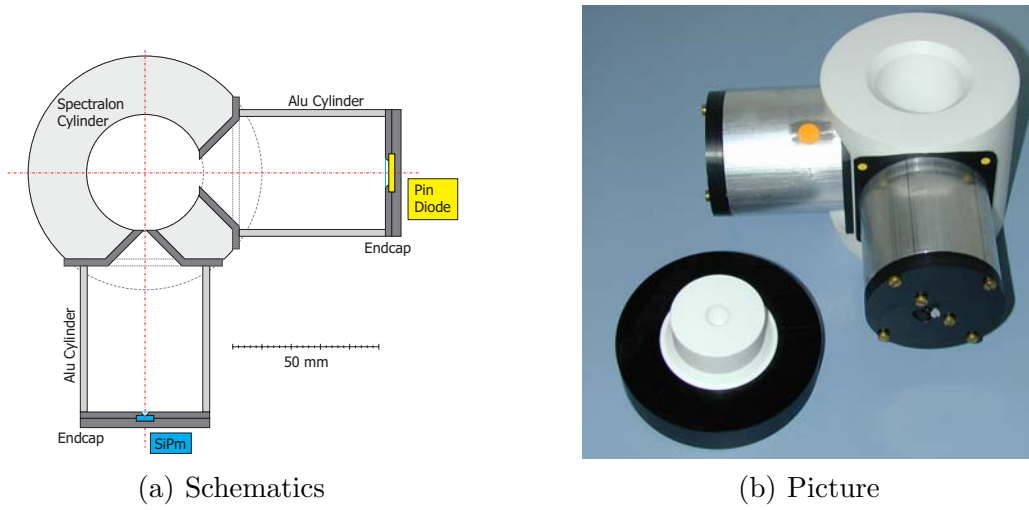 Spectralon
Cylinder
Alu Cylinder
Pin
Diode
Endcap
Alu Cylinder
50 mm
Endcap
SiPm
(a) Schematics
(b) Picture